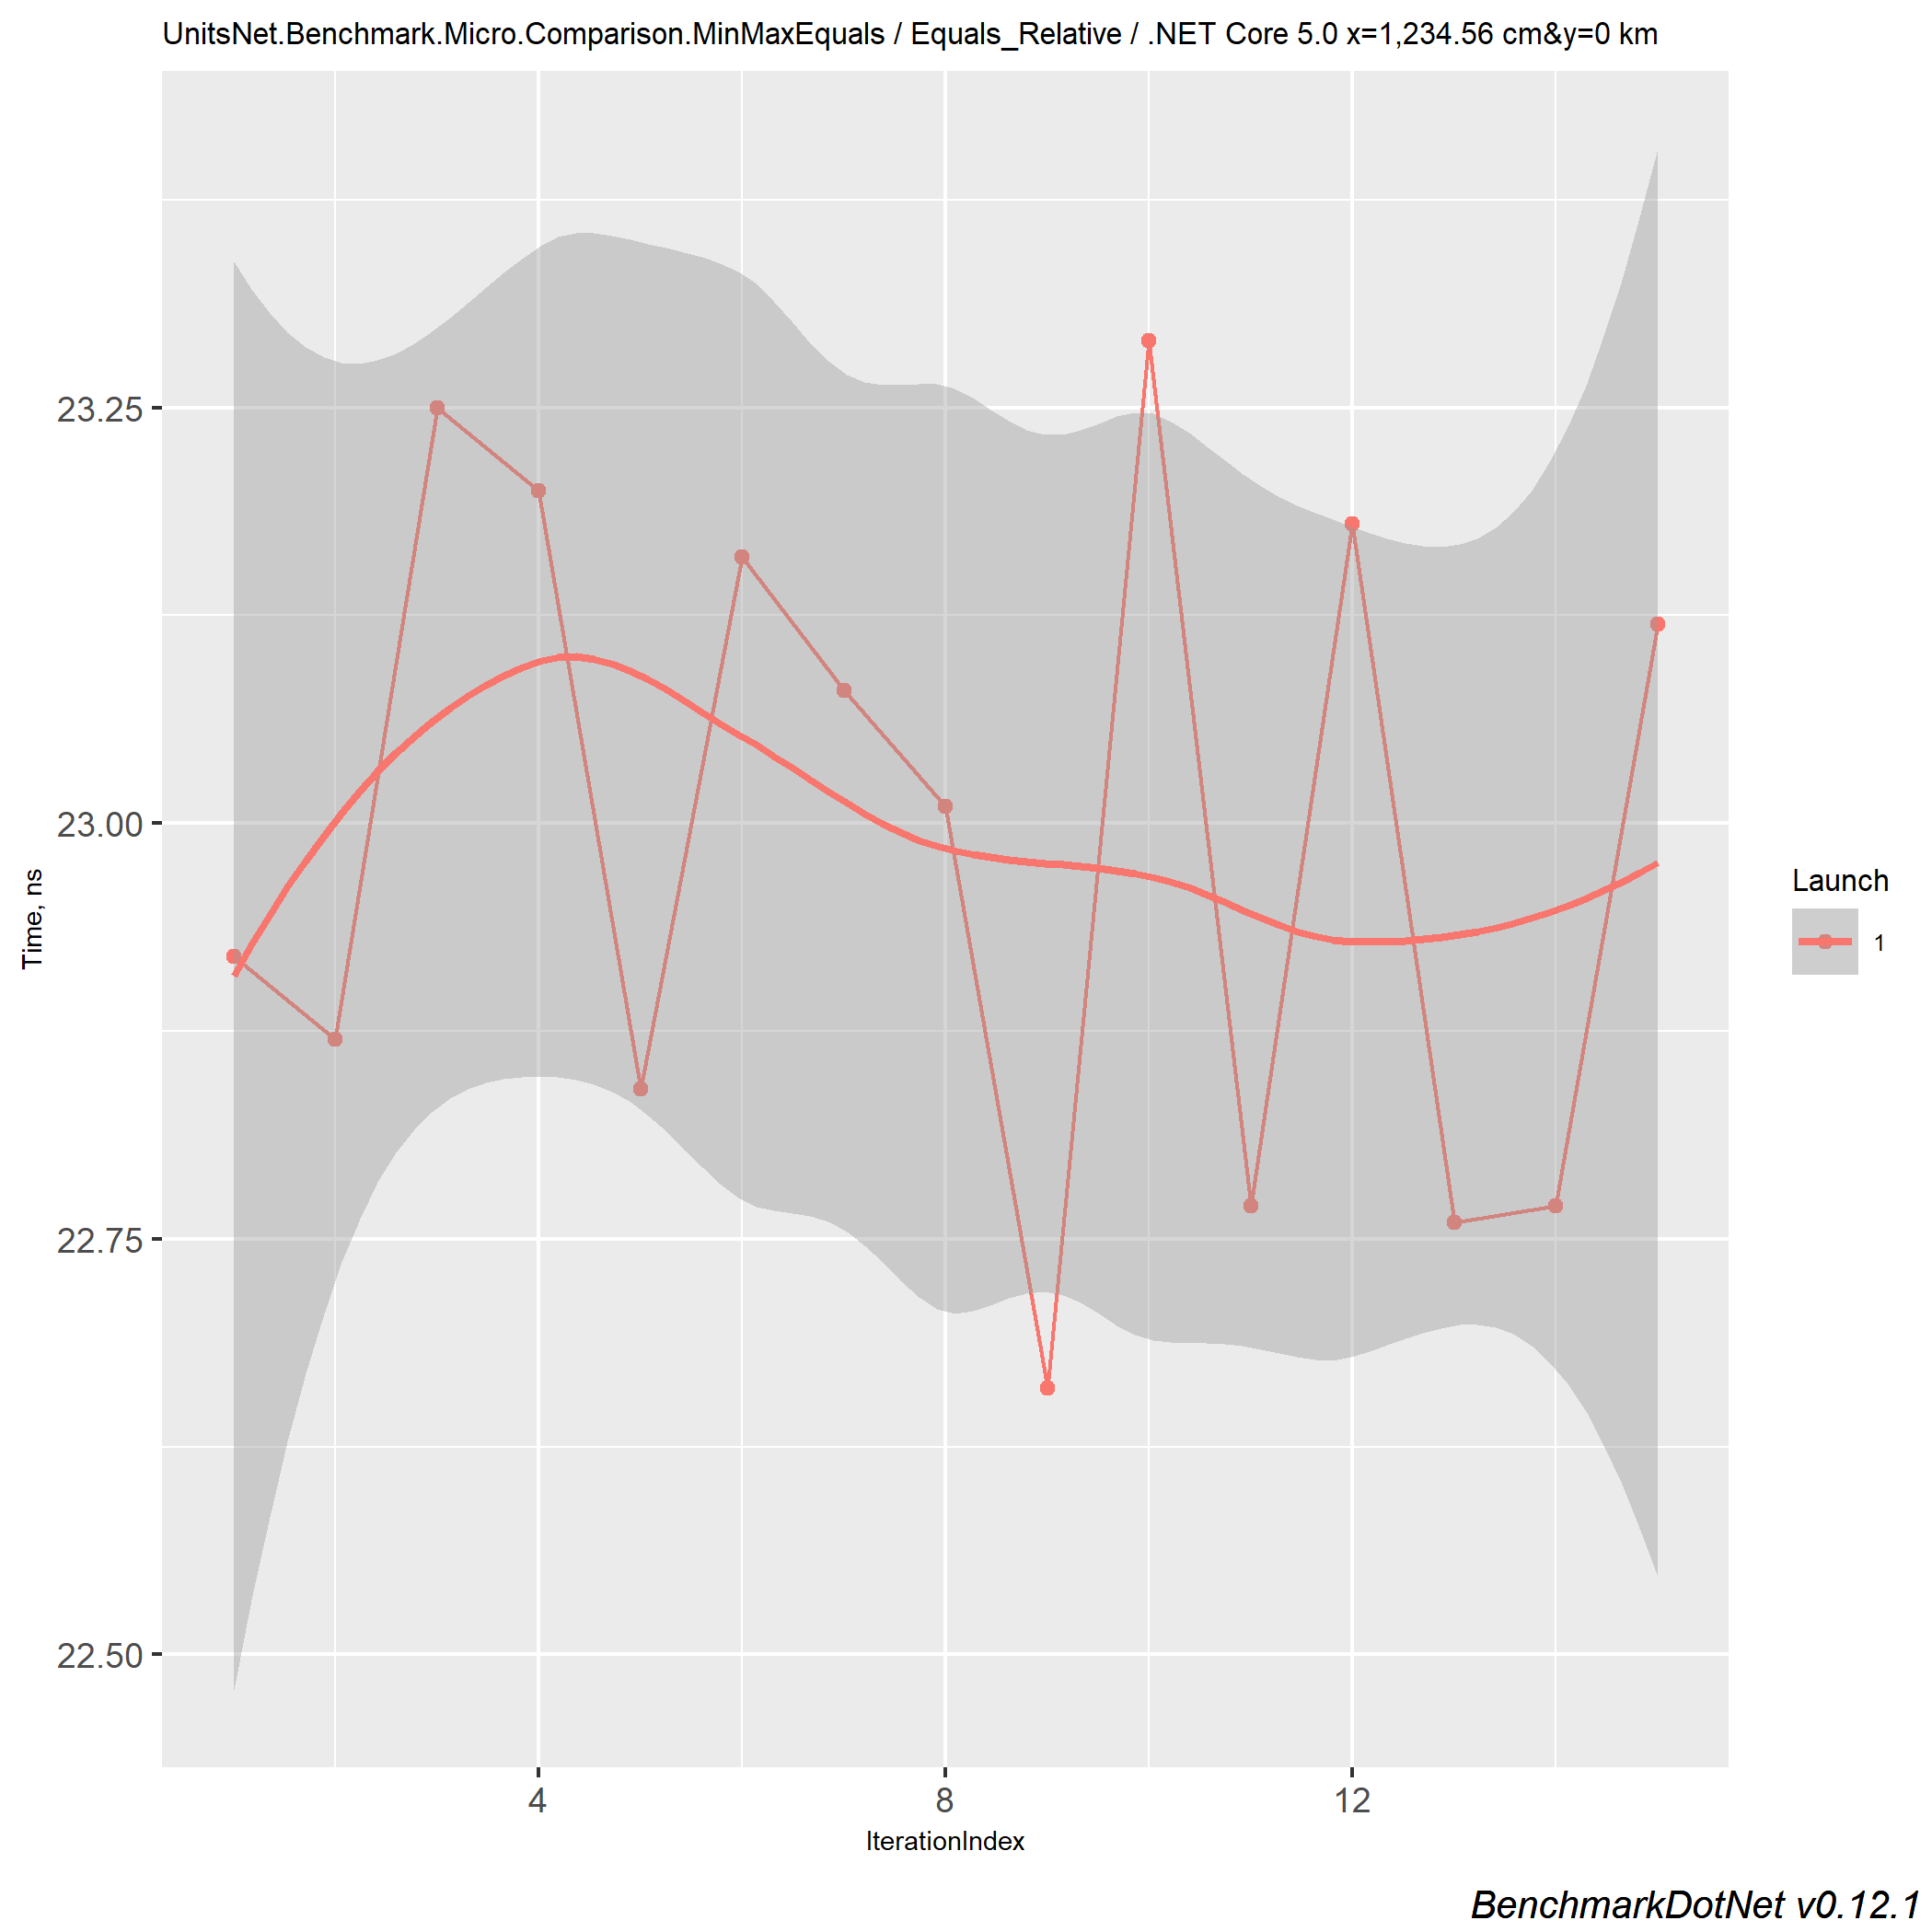 UnitsNet.Benchmark.Micro.Comparison.MinMaxEquals / Equals_Relative / .NET Core 5.0 x=1,234.56 cm&y=0 km
23.25
23.00
22.75
22.50
Time, ns
4 8 12
IterationIndex
Launch
1
BenchmarkDotNet v0.12.1